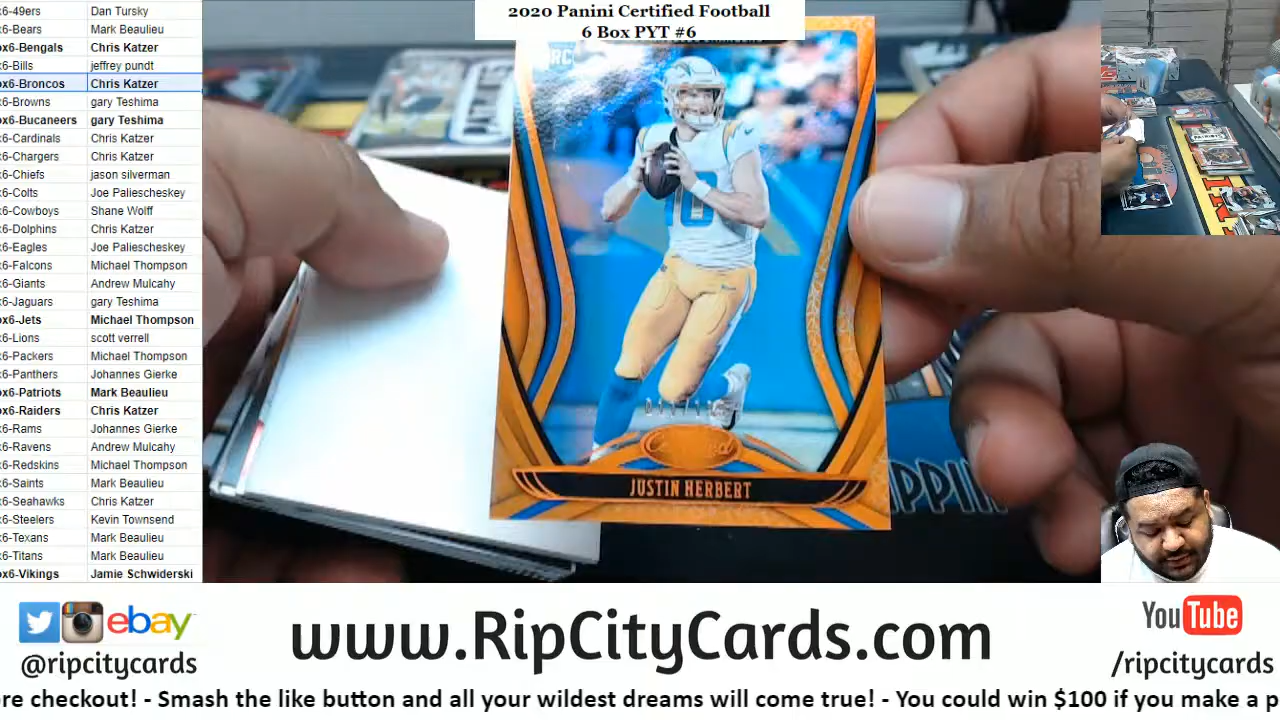 2020 Panini Certified Football
6 Box PYT #6
x6-49ers Dan Tursky
x6-Bears Mark Beaulieu
ox6-Bengals Chris Katzer
x6-Bills jeffrey pundt
ox6-Broncos Chris Katzer
x6-Browns gary Teshima
ox6-Bucaneers gary Teshima
x6-Cardinals Chris Katzer
x6-Chargers Chris Katzer
x6-Chiefs jason silverman
x6-Colts Joe Paliescheskey
x6-Cowboys Shane Wolff
x6-Dolphins Chris Katzer
x6-Eagles Joe Paliescheskey
x6-Falcons Michael Thompson
x6-Giants Andrew Mulcahy
x6-Jaguars gary Teshima
ox6-Jets Michael Thompson
x6-Lions scott verrell
x6-Packers Michael Thompson
x6-Panthers Johannes Gierke
ox6-Patriots Mark Beaulieu
ox6-Raiders Chris Katzer
x6-Rams Johannes Gierke
x6-Ravens Andrew Mulcahy
x6-Redskins Michael Thompson
x6-Saints Mark Beaulieu
x6-Seahawks Chris Katzer
x6-Steelers Kevin Townsend
x6-Texans Mark Beaulieu
x6-Titans Mark Beaulieu
ox6-Vikings Jamie Schwiderski
RC
10
JUSTIN HERBERT
PPIN
ebay
@ripcitycards
www.RipCityCards.com
YouTube
/ripcitycards
re checkout! - Smash the like button and all your wildest dreams will come true! - You could win $100 if you make a p